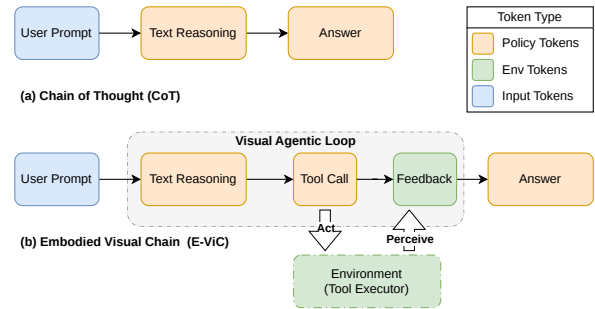 User Prompt
Text Reasoning
Answer
(a) Chain of Thought (CoT)
Token Type
Policy Tokens
Env Tokens
Input Tokens
Visual Agentic Loop
User Prompt
Text Reasoning
Tool Call
Feedback
Answer
(b) Embodied Visual Chain (E-ViC)
Act
Perceive
Environment
(Tool Executor)